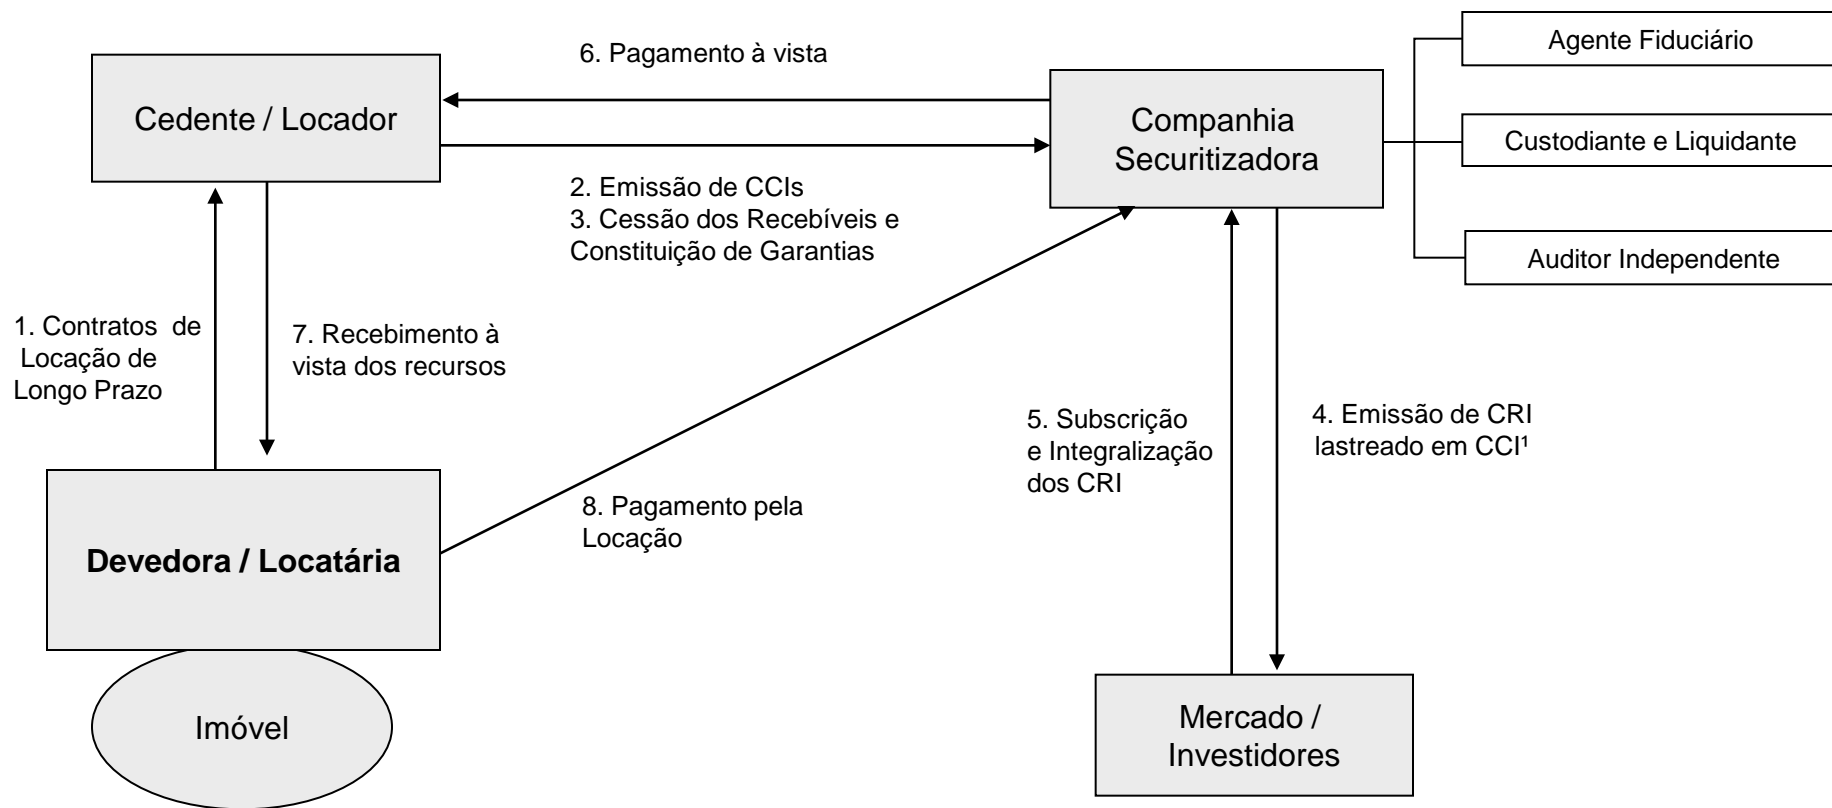 6. Pagamento à vista
Agente Fiduciário
Cedente / Locador
Companhia
Securitizadora
Custodiante e Liquidante
2. Emissão de CCIs
3. Cessão dos Recebíveis e
Constituição de Garantias
Auditor Independente
1. Contratos de
Locação de
Longo Prazo
7. Recebimento à
vista dos recursos
5. Subscrição
e Integralização
dos CRI
4. Emissão de CRI
lastreado em CCI¹
8. Pagamento pela
Locação
Devedora / Locatária
Imóvel
Mercado /
Investidores